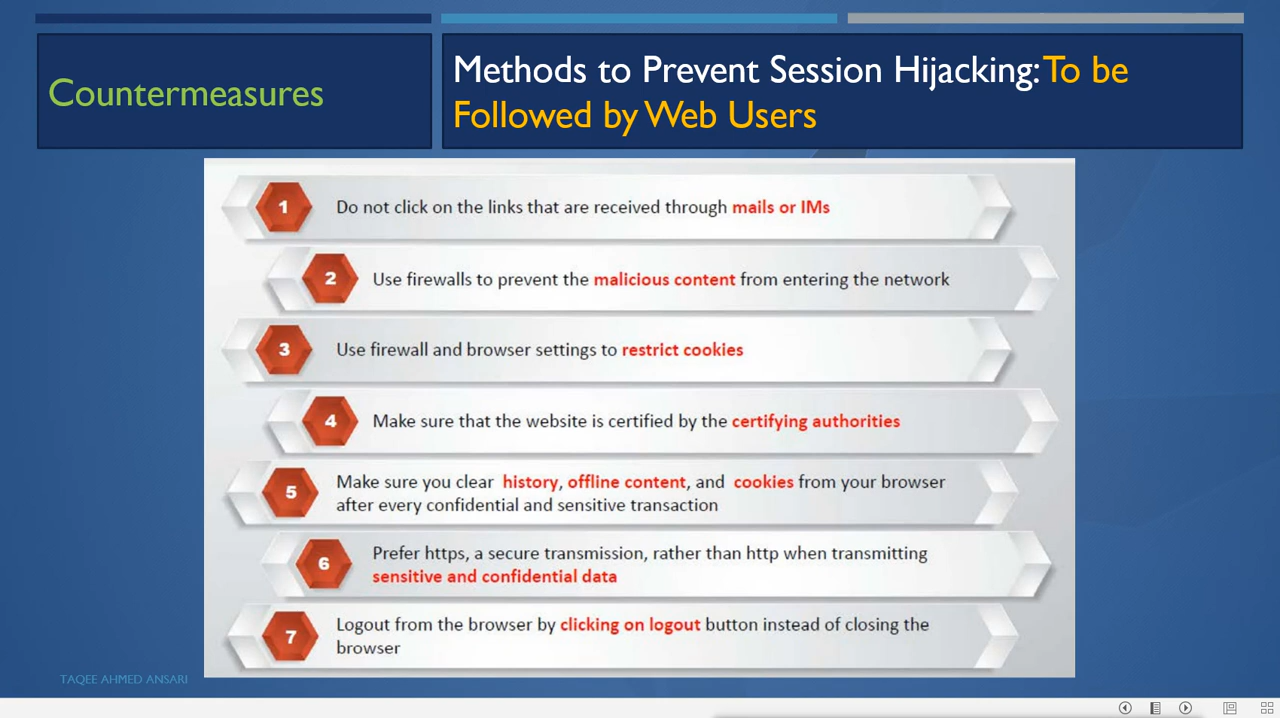 Countermeasures
Methods to Prevent Session Hijacking: To be
Followed by Web Users
1 Do not click on the links that are received through mails or IMs
2 Use firewalls to prevent the malicious content from entering the network
3 Use firewall and browser settings to restrict cookies
4 Make sure that the website is certified by the certifying authorities
5 Make sure you clear history, offline content, and cookies from your browser
after every confidential and sensitive transaction
6 Prefer https, a secure transmission, rather than http when transmitting
sensitive and confidential data
7 Logout from the browser by clicking on logout button instead of closing the
browser
TAQEE AHMED ANSARI